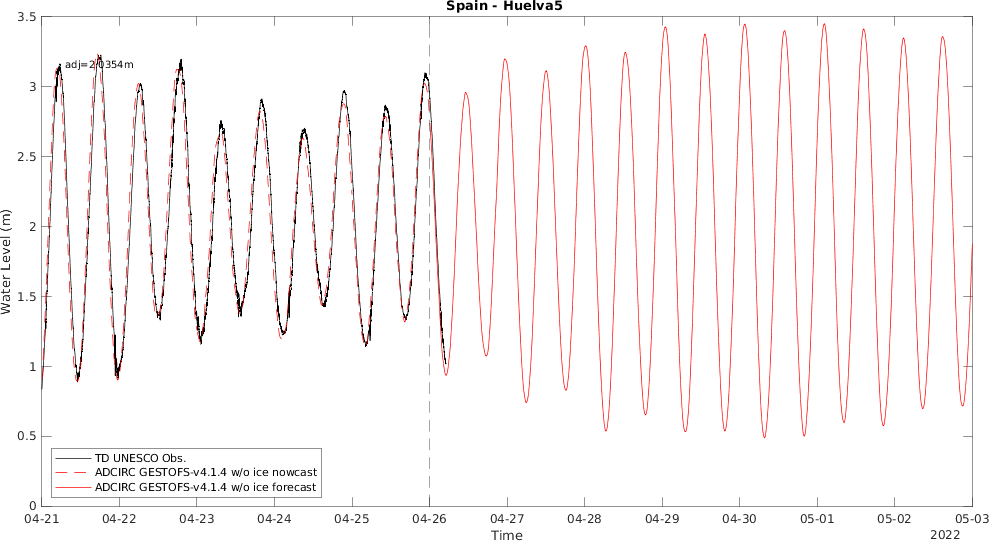 Spain - Huelva5
adj=2.0354m
Water Level (m)
3.5
3
2.5
2
1.5
1
0.5
0
TD UNESCO Obs.
ADCIRC GESTOFS-v4.1.4 w/o ice nowcast
ADCIRC GESTOFS-v4.1.4 w/o ice forecast
04-21 04-22 04-23 04-24 04-25 04-26 04-27 04-28 04-29 04-30 05-01 05-02 05-03
Time
2022